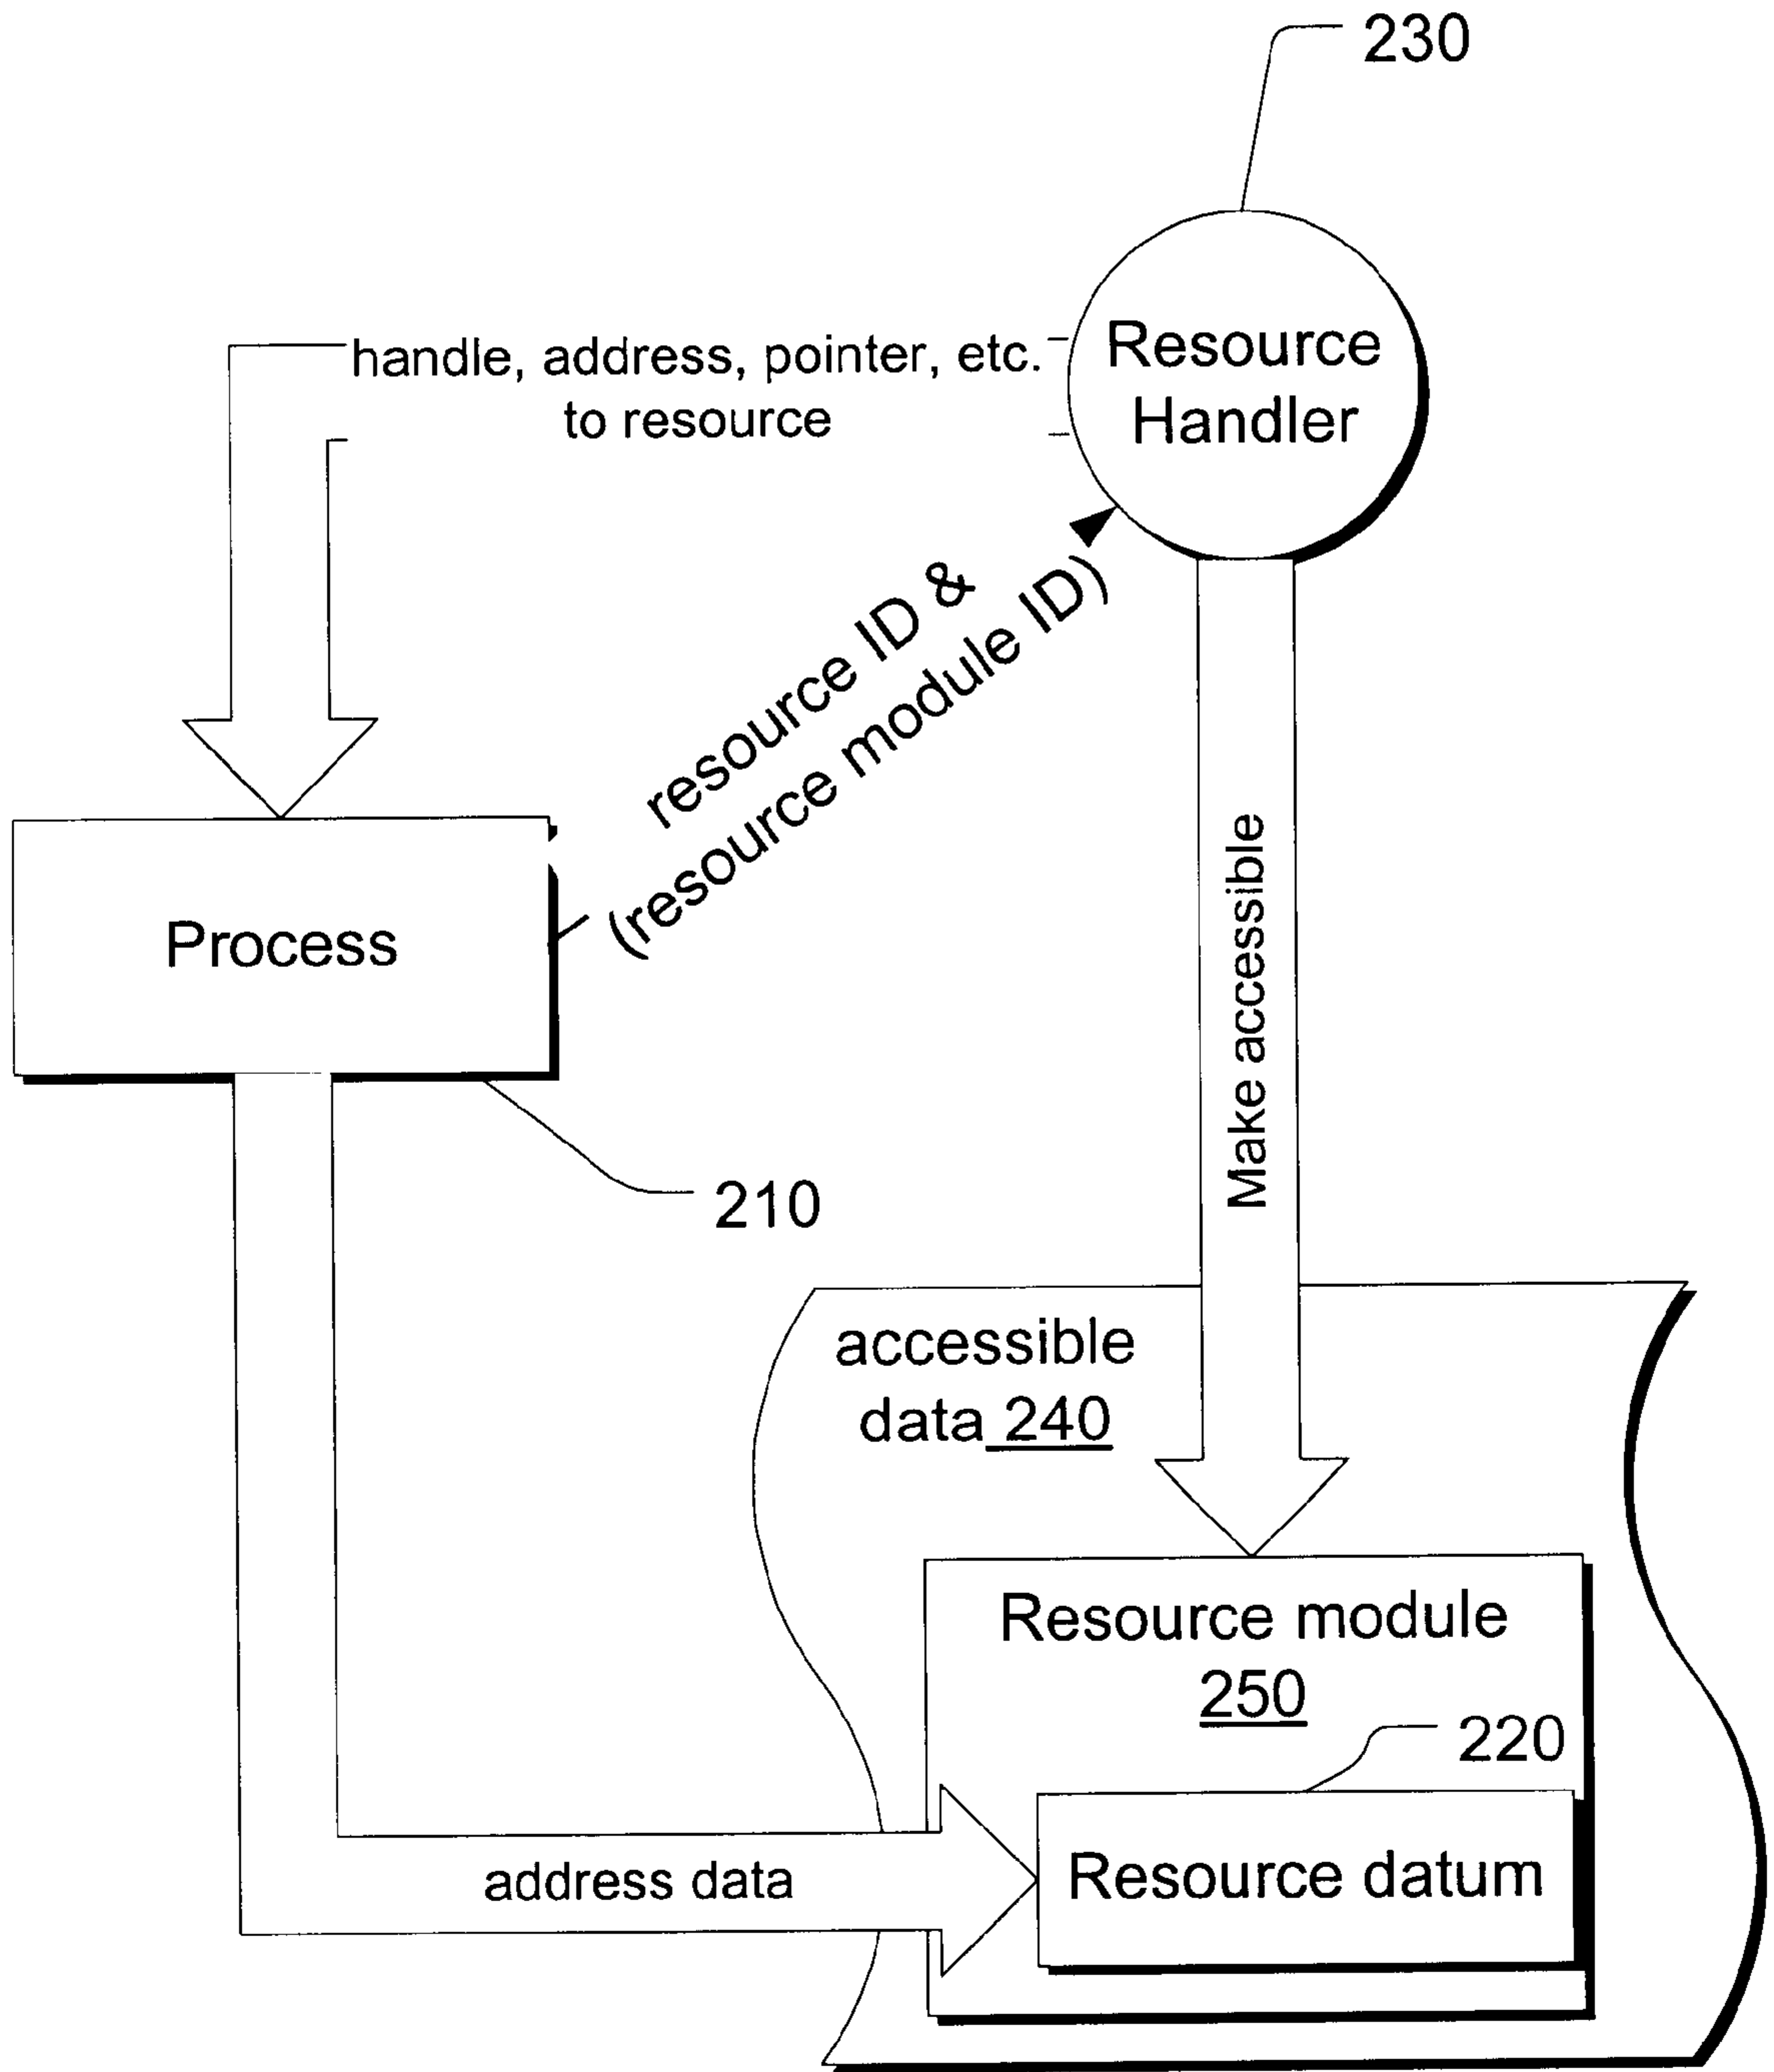 230
Resource
Handler
handle, address, pointer, etc.
to resource
resource ID &
(resource module ID)
Process
Make accessible
210
accessible
data 240
Resource module
250
220
Resource datum
address data